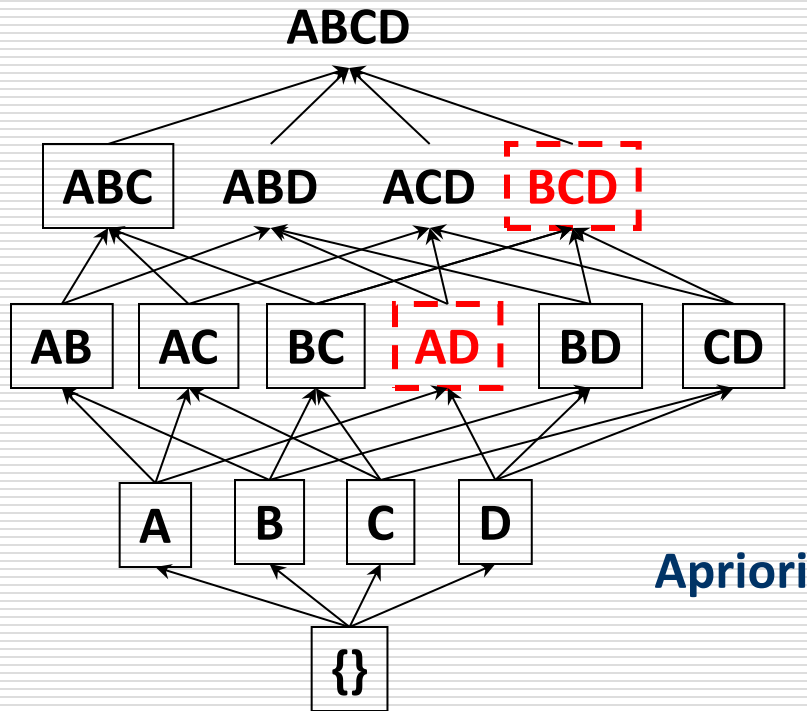 ABCD
ABC ABD ACD BCD
AB AC BC AD BD CD
A B C D
Apriori
{}